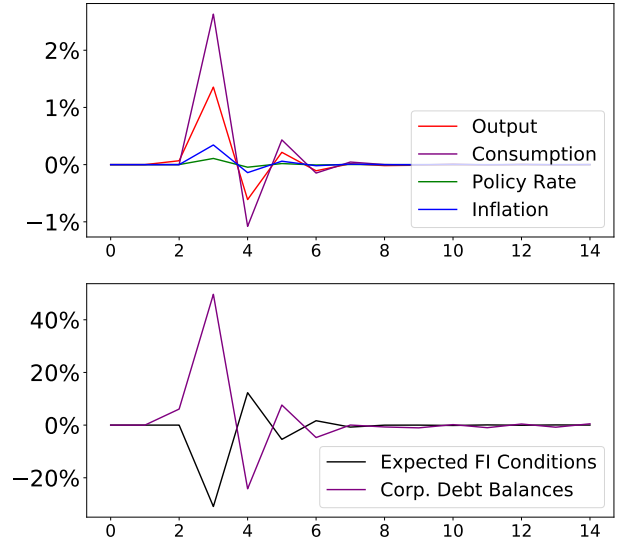 2%
1%
0%
−1%
Output
Consumption
Policy Rate
Inflation
0 2 4 6 8 10 12 14
40%
20%
0%
−20%
Expected FI Conditions
Corp. Debt Balances
0 2 4 6 8 10 12 14